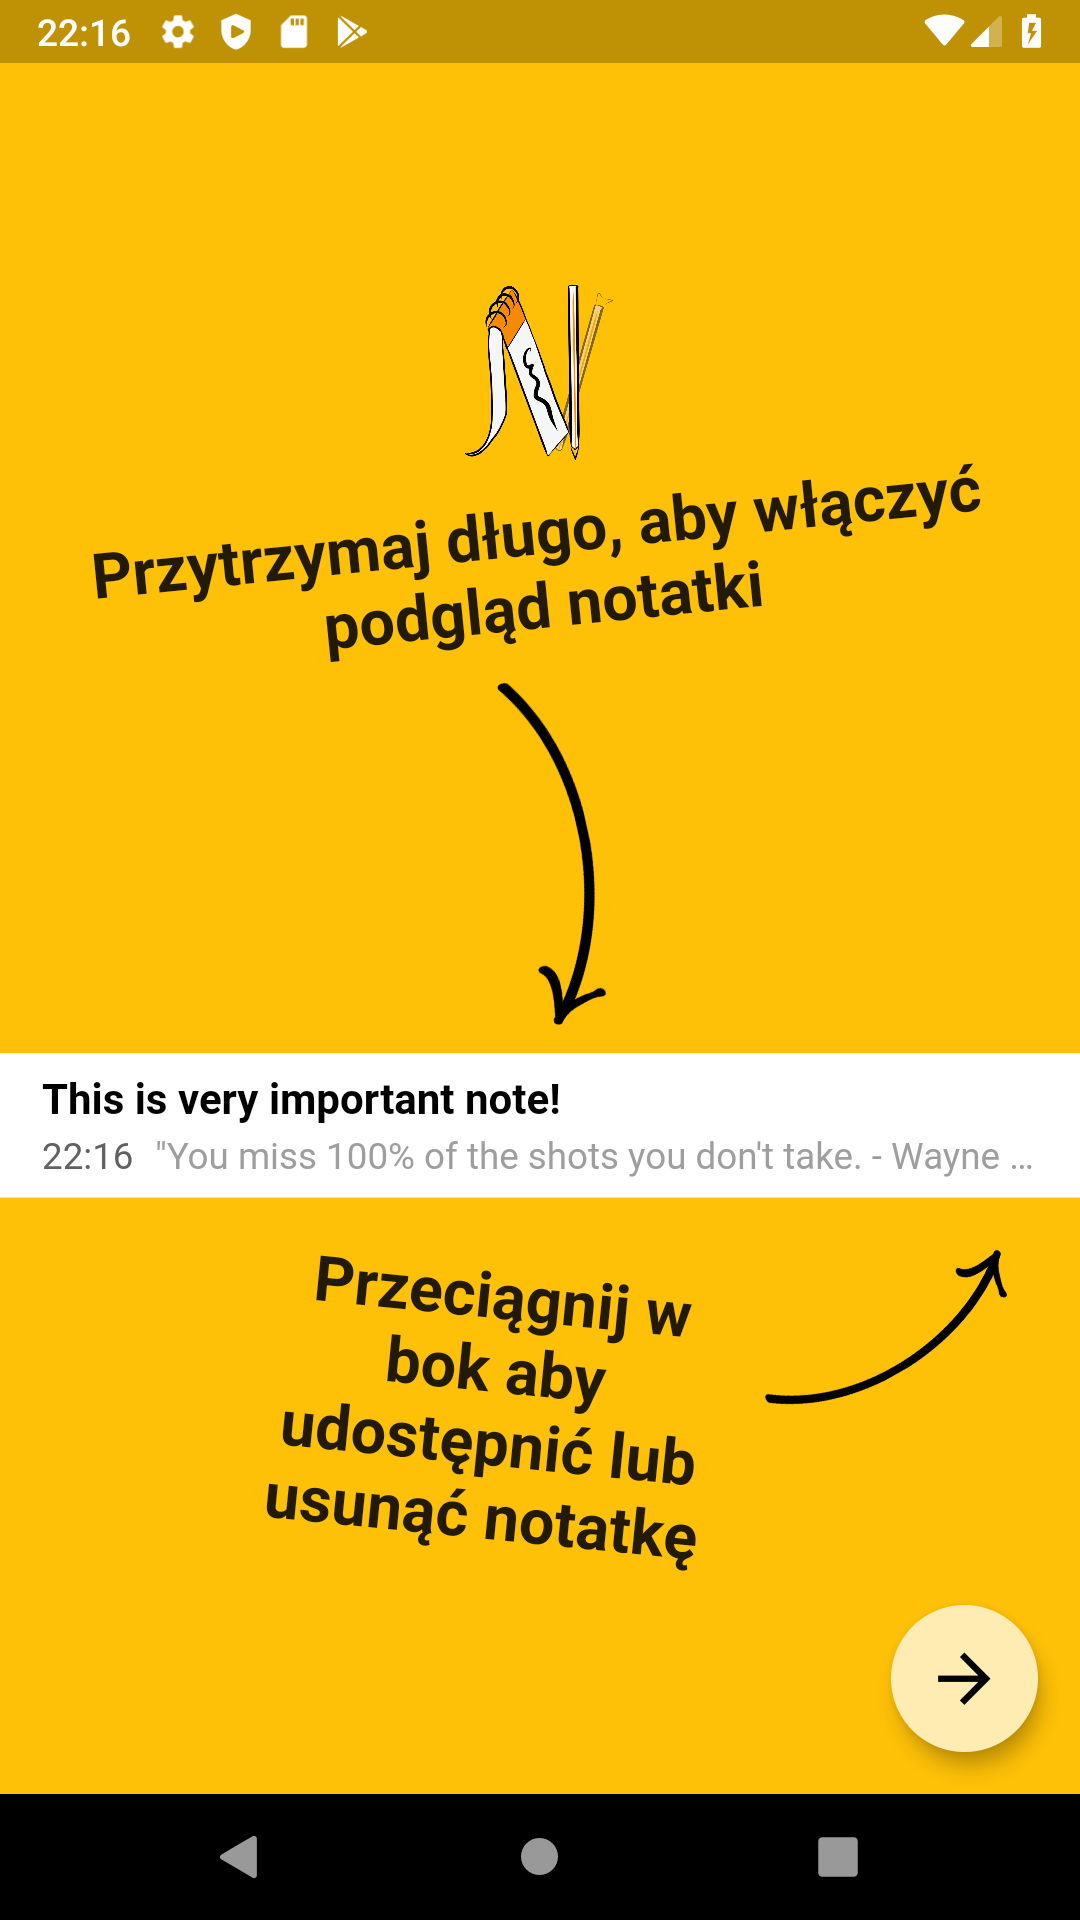 22:16
Przytrzymaj długo, aby włączyć
podgląd notatki
This is very important note!
22:16 "You miss 100% of the shots you don't take. - Wayne ...
Przeciągnij w
bok aby
udostępnić lub
usunąć notatkę